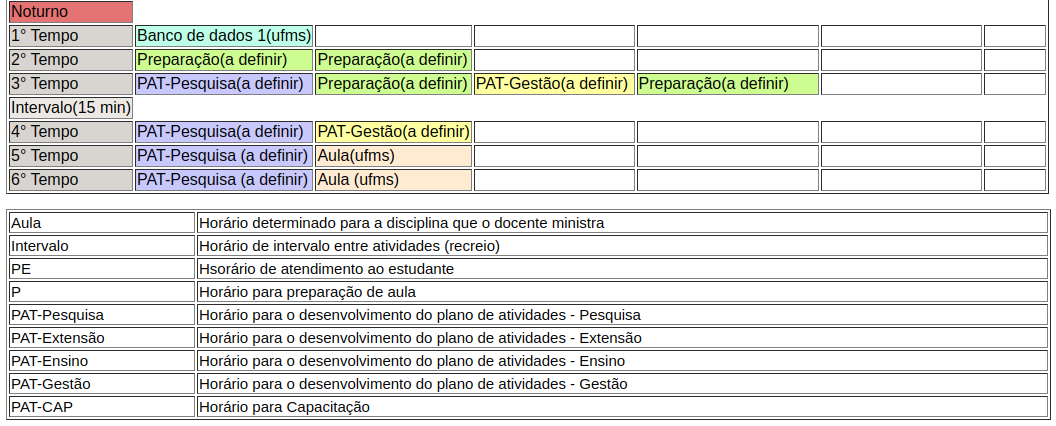 Noturno
1° Tempo Banco de dados 1(ufms)
2° Tempo Preparação(a definir) Preparação(a definir)
3° Tempo PAT-Pesquisa(a definir) Preparação(a definir) PAT-Gestão(a definir) Preparação(a definir)
Intervalo(15 min)
4° Tempo PAT-Pesquisa(a definir) PAT-Gestão(a definir)
5° Tempo PAT-Pesquisa (a definir) Aula(ufms)
6° Tempo PAT-Pesquisa (a definir) Aula (ufms)
Aula Horário determinado para a disciplina que o docente ministra
Intervalo Horário de intervalo entre atividades (recreio)
PE Hsorário de atendimento ao estudante
P Horário para preparação de aula
PAT-Pesquisa Horário para o desenvolvimento do plano de atividades - Pesquisa
PAT-Extensão Horário para o desenvolvimento do plano de atividades - Extensão
PAT-Ensino Horário para o desenvolvimento do plano de atividades - Ensino
PAT-Gestão Horário para o desenvolvimento do plano de atividades - Gestão
PAT-CAP Horário para Capacitação